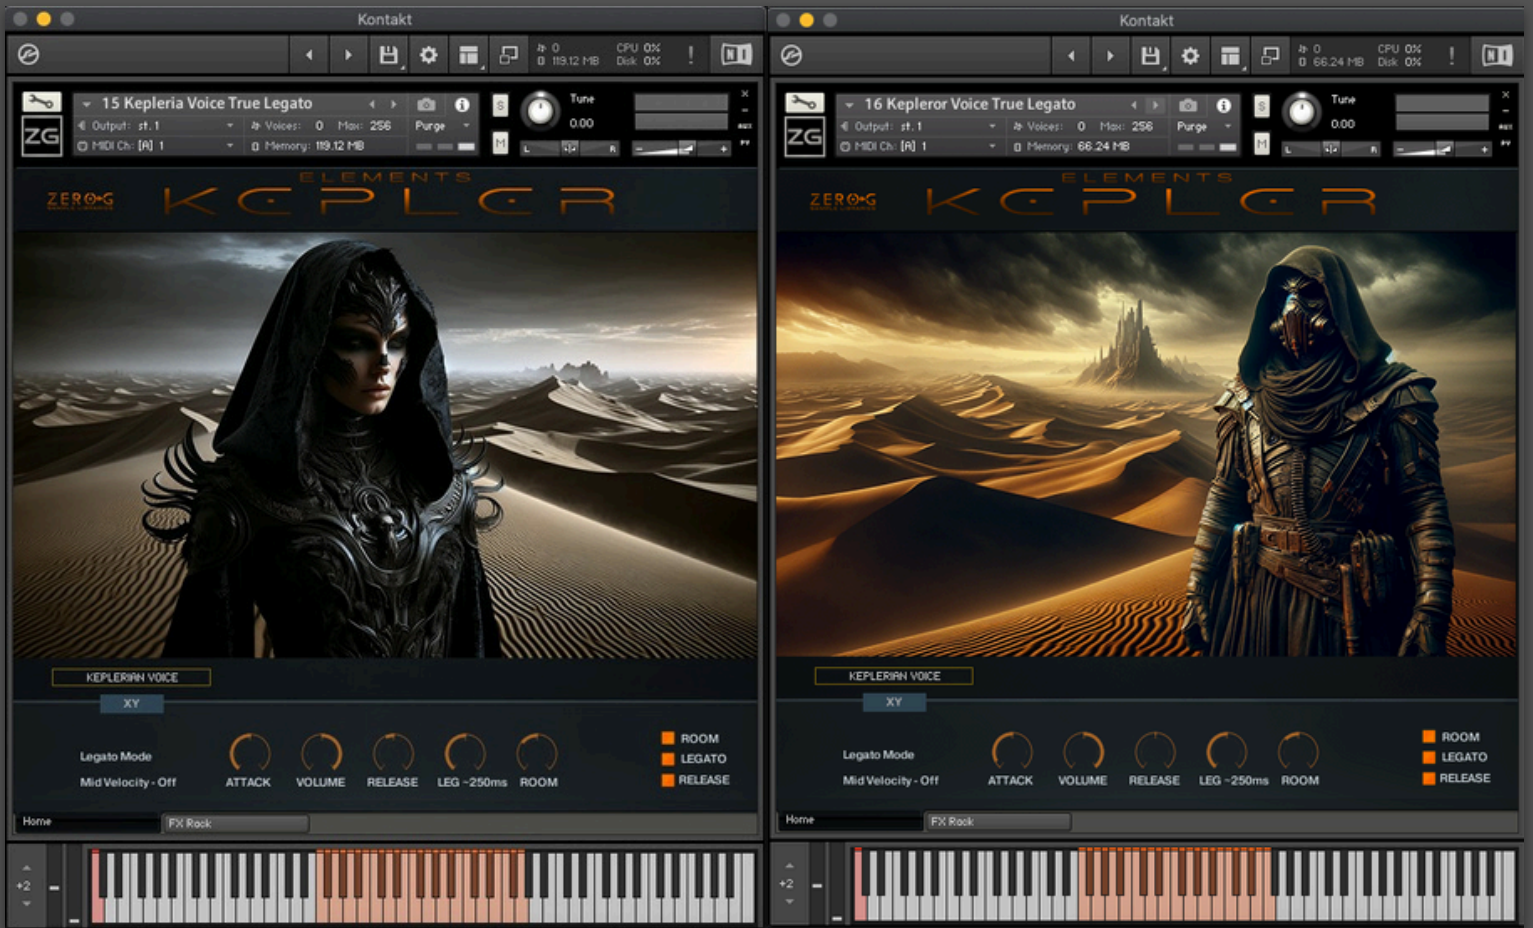 Kontakt
0
119.12 MB
CPU 0%
Disk 0%
!
15 Kepleria Voice True Legato
Output: st.1
Voices: 0 Max: 256
Purge
MIDI Ch: [A] 1
Memory: 119.12 MB
S
M
Tune
0.00
L R
- +
ZG
ZERO-G
ELEMENTS
KEPLER
KEPLERIAN VOICE
XY
Legato Mode
Mid Velocity - Off
ATTACK
VOLUME
RELEASE
LEG ~250ms
ROOM
ROOM
LEGATO
RELEASE
Home
FX Rack
+2
Kontakt
0
66.24 MB
CPU 0%
Disk 0%
!
16 Kepleror Voice True Legato
Output: st.1
Voices: 0 Max: 256
Purge
MIDI Ch: [A] 1
Memory: 66.24 MB
S
M
Tune
0.00
L R
- +
ZG
ZERO-G
ELEMENTS
KEPLER
KEPLERIAN VOICE
XY
Legato Mode
Mid Velocity - Off
ATTACK
VOLUME
RELEASE
LEG ~250ms
ROOM
ROOM
LEGATO
RELEASE
Home
FX Rack
+2